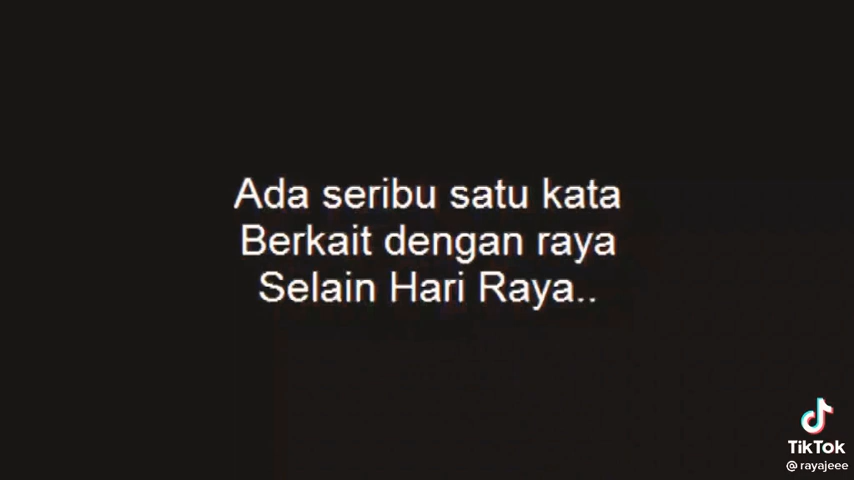 Ada seribu satu kata
Berkait dengan raya
Selain Hari Raya..
TikTok
@rayajeee